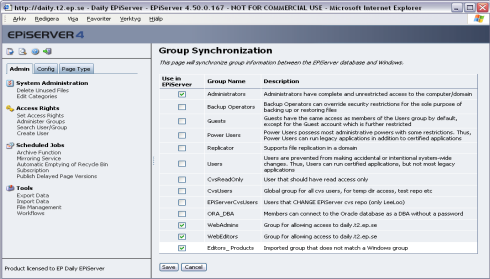 http://daily.t2.ep.se - Daily EPiServer - EPiServer 4.50.0.167 - NOT FOR COMMERCIAL USE - Microsoft Internet Explorer
Arkiv Redigera Visa Favoriter Verktyg Hjälp
EPiSERVER 4
Admin Config Page Type
System Administration
Delete Unused Files
Edit Categories
Access Rights
Set Access Rights
Administer Groups
Search User/Group
Create User
Scheduled Jobs
Archive Function
Mirroring Service
Automatic Emptying of Recycle Bin
Subscription
Publish Delayed Page Versions
Tools
Export Data
Import Data
File Management
Workflows
Product licensed to EP Daily EPiServer
Group Synchronization
This page will synchronize group information between the EPiServer database and Windows.
Use in EPiServer Group Name Description
Administrators Administrators have complete and unrestricted access to the computer/domain
Backup Operators Backup Operators can override security restrictions for the sole purpose of
backing up or restoring files
Guests Guests have the same access as members of the Users group by default,
except for the Guest account which is further restricted
Power Users Power Users possess most administrative powers with some restrictions. Thus,
Power Users can run legacy applications in addition to certified applications
Replicator Supports file replication in a domain
Users Users are prevented from making accidental or intentional system-wide
changes. Thus, Users can run certified applications, but not most legacy
applications
CvsReadOnly User that should have read access only
CvsUsers Global group for all cvs users, for temp dir access, test repo etc
EPiServerCvsUsers Users that CHANGE EPiServer cvs repo (only LeeLoo)
ORA_DBA Members can connect to the Oracle database as a DBA without a password
WebAdmins Group for allowing access to daily.t2.ep.se
WebEditors Group for allowing access to daily.t2.ep.se
Editors_Products Imported group that does not match a Windows group
Save Cancel